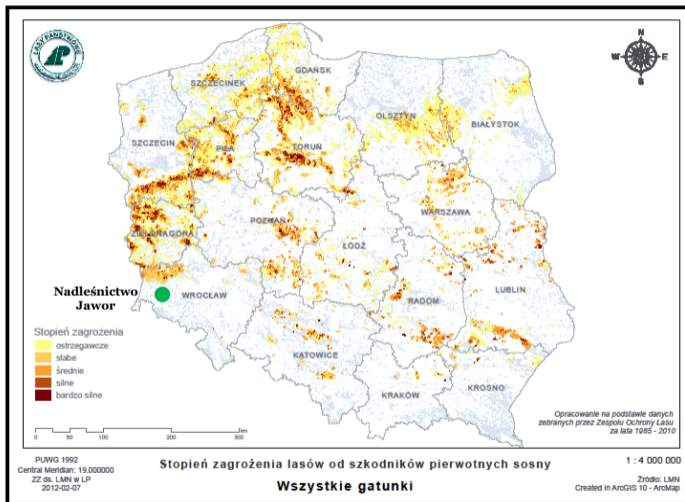 LASY PAŃSTWOWE
N
W E
S
GDAŃSK
SZCZECINEK
OLSZTYN
BIAŁYSTOK
SZCZECIN
PIŁA
TORUŃ
WARSZAWA
POZNAŃ
ZIELONAGÓRA
ŁÓDŹ
Nadleśnictwo
Jawor
WROCŁAW
LUBLIN
RADOM
KATOWICE
KRAKÓW
KROSNO
Stopień zagrożenia
ostrzegawcze
słabe
średnie
silne
bardzo silne
0 50 100 200 300
km
Opracowanie na podstawie danych
zebranych przez Zespołu Ochrony Lasu
za lata 1985 - 2010
PUWG 1992
Central Meridian: 19.000000
ZZ ds. LMN w LP
2012-02-07
Stopień zagrożenia lasów od szkodników pierwotnych sosny
Wszystkie gatunki
1 : 4 000 000
Źródło: LMN
Created in ArcGIS 10 - ArcMap